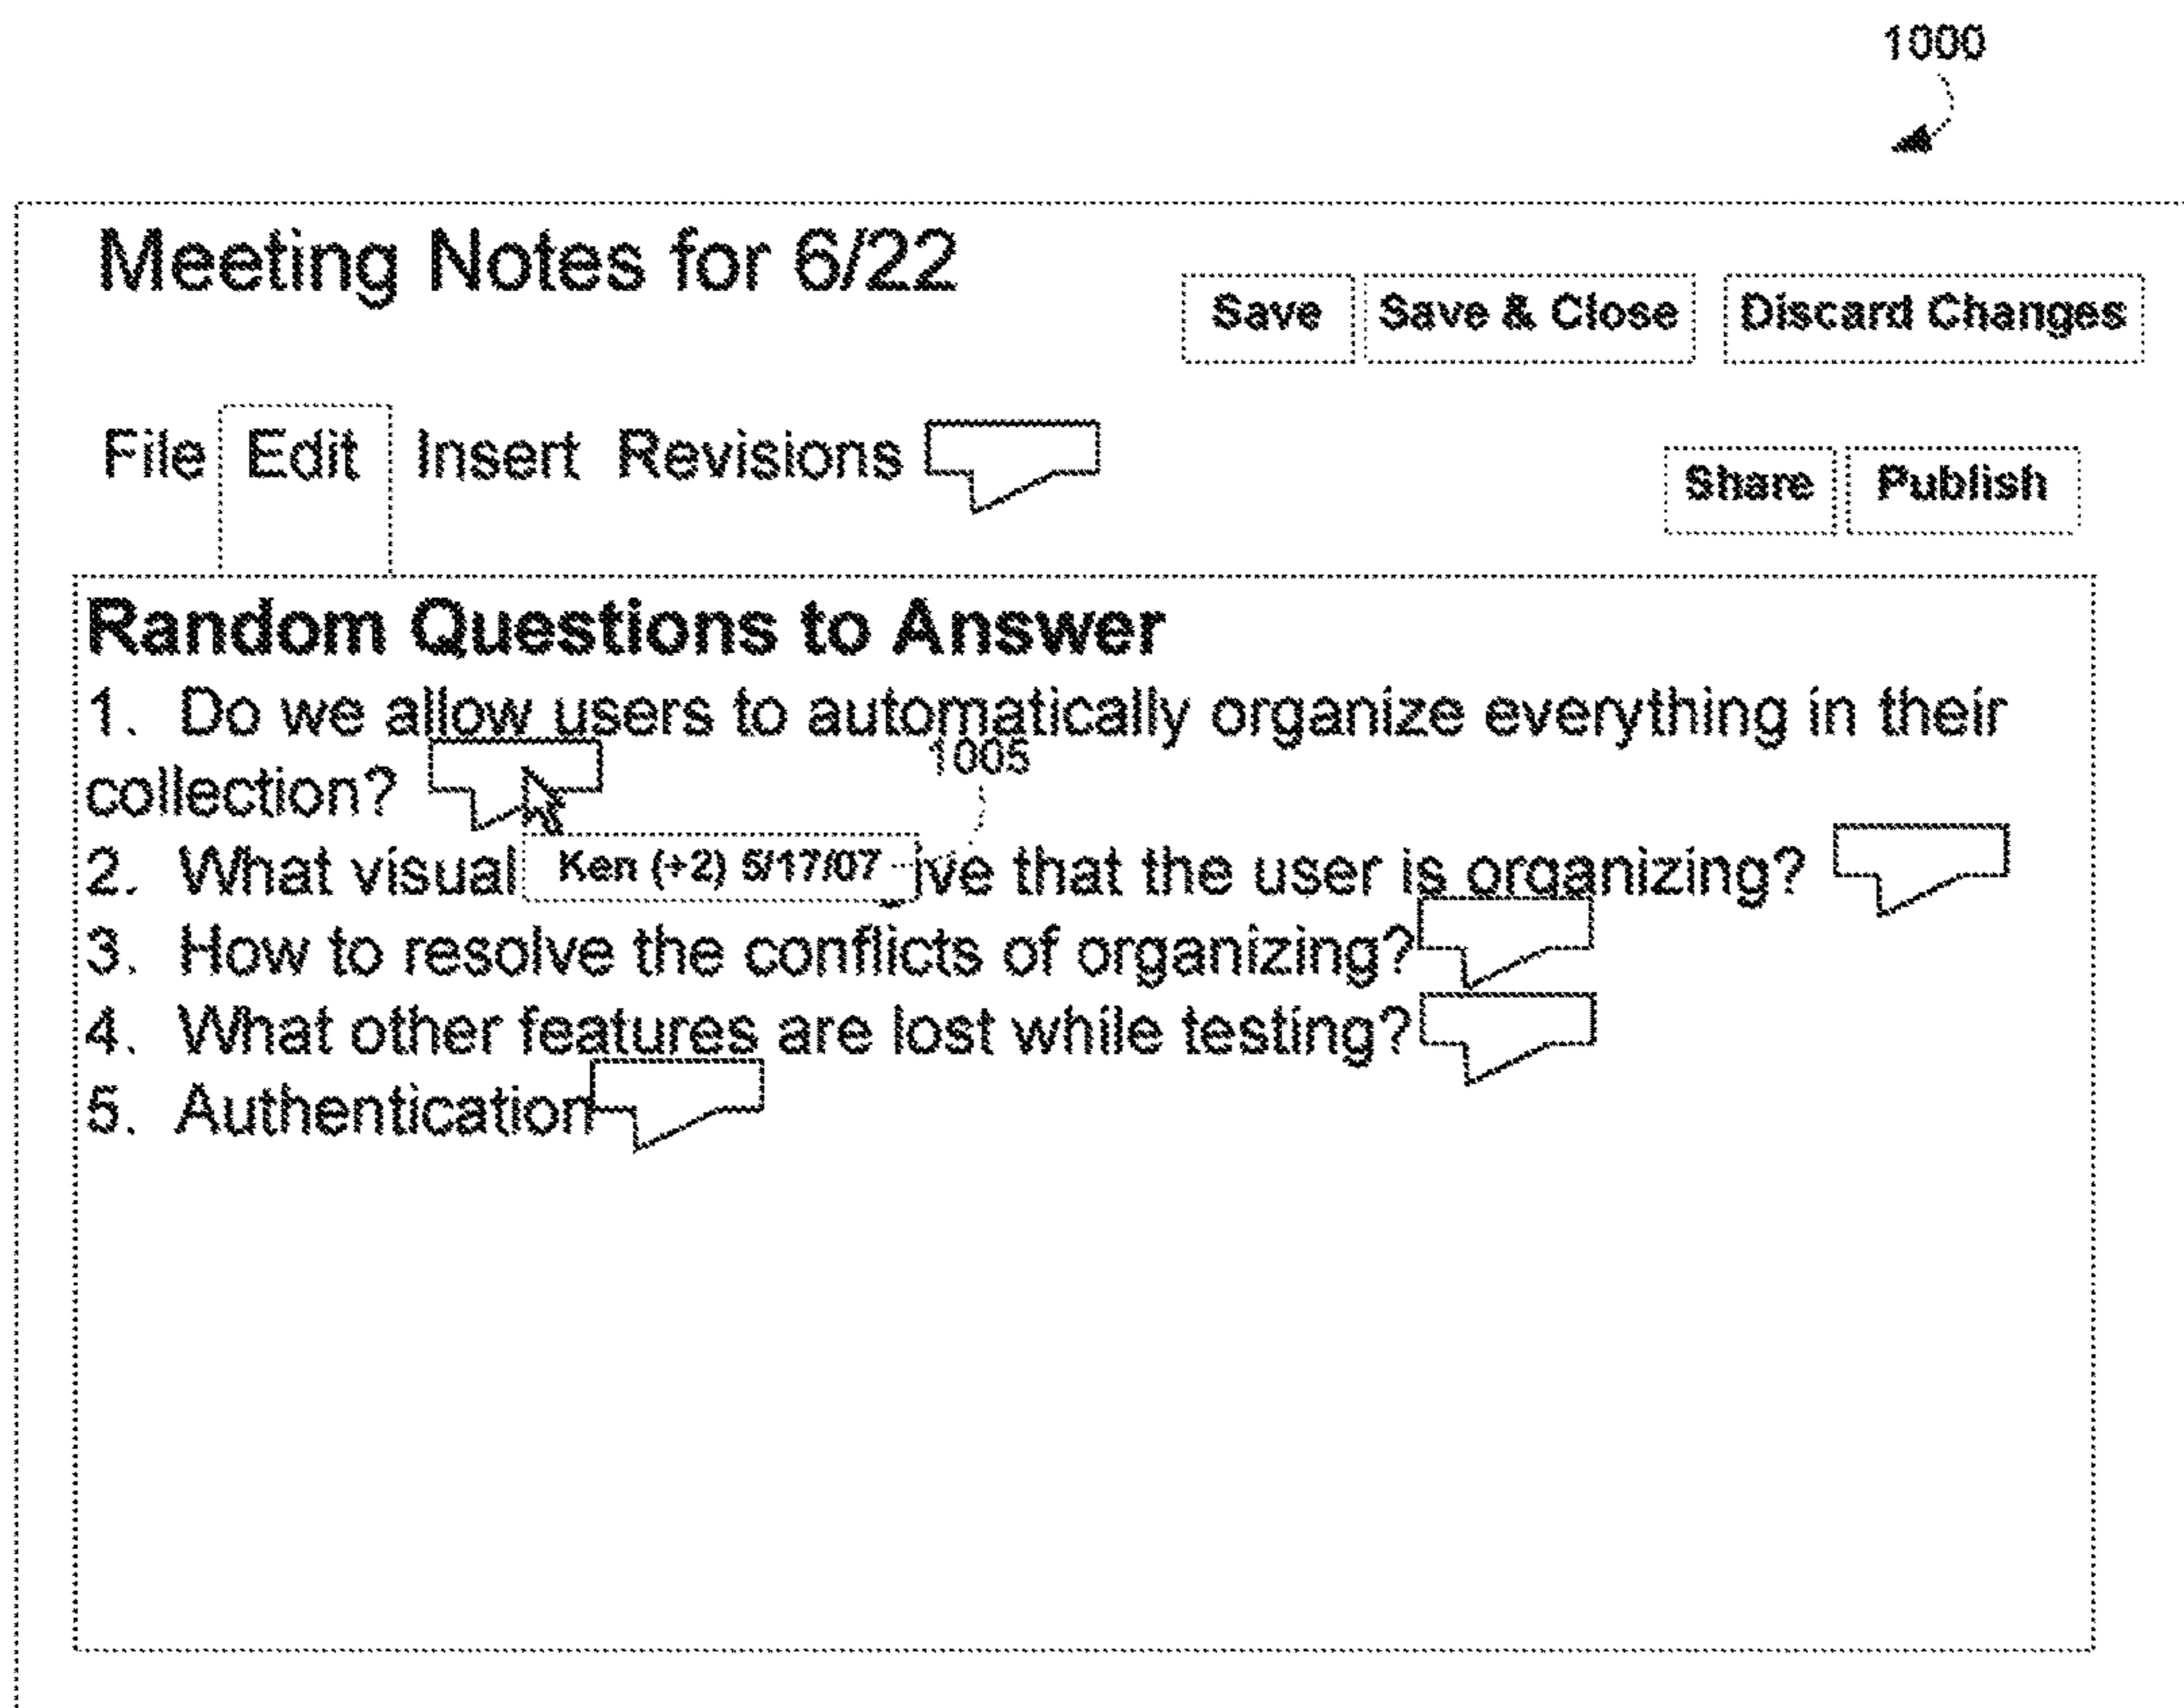 1000
Meeting Notes for 6/22
Save Save & Close Discard Changes
File Edit Insert Revisions
Share Publish
Random Questions to Answer
1. Do we allow users to automatically organize everything in their
1005
collection?
2. What visual Ken (+2) 5/17/07 ive that the user is organizing?
3. How to resolve the conflicts of organizing?
4. What other features are lost while testing?
5. Authentication